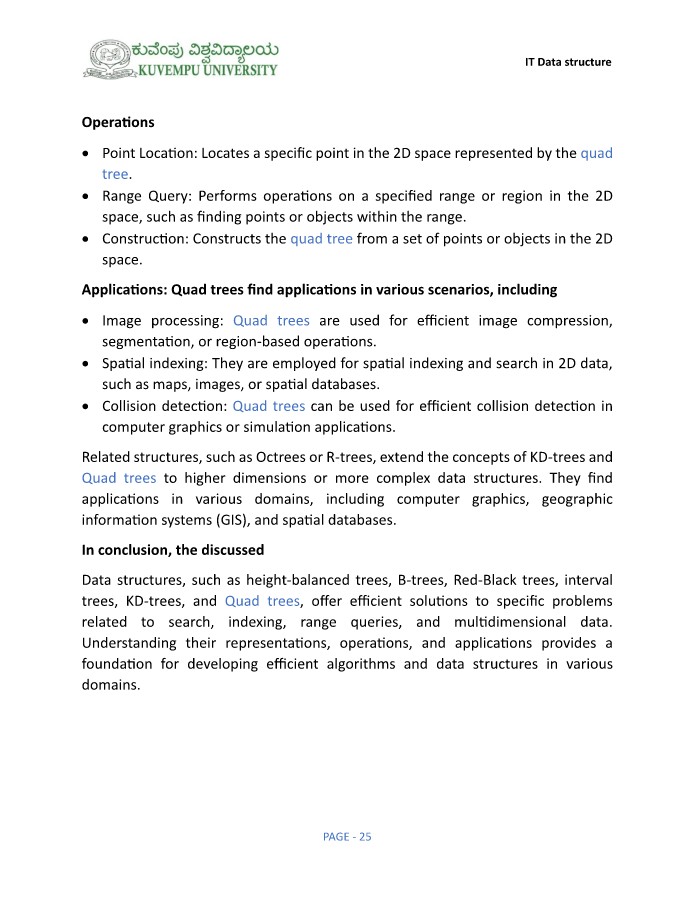 ಕುವೆಂಪು ವಿಶ್ವವಿದ್ಯಾಲಯ
KUVEMPU UNIVERSITY
IT Data structure
Operations
• Point Location: Locates a specific point in the 2D space represented by the quad
tree.
• Range Query: Performs operations on a specified range or region in the 2D
space, such as finding points or objects within the range.
• Construction: Constructs the quad tree from a set of points or objects in the 2D
space.
Applications: Quad trees find applications in various scenarios, including
• Image processing: Quad trees are used for efficient image compression,
segmentation, or region-based operations.
• Spatial indexing: They are employed for spatial indexing and search in 2D data,
such as maps, images, or spatial databases.
• Collision detection: Quad trees can be used for efficient collision detection in
computer graphics or simulation applications.
Related structures, such as Octrees or R-trees, extend the concepts of KD-trees and
Quad trees to higher dimensions or more complex data structures. They find
applications in various domains, including computer graphics, geographic
information systems (GIS), and spatial databases.
In conclusion, the discussed
Data structures, such as height-balanced trees, B-trees, Red-Black trees, interval
trees, KD-trees, and Quad trees, offer efficient solutions to specific problems
related to search, indexing, range queries, and multidimensional data.
Understanding their representations, operations, and applications provides a
foundation for developing efficient algorithms and data structures in various
domains.
PAGE - 25